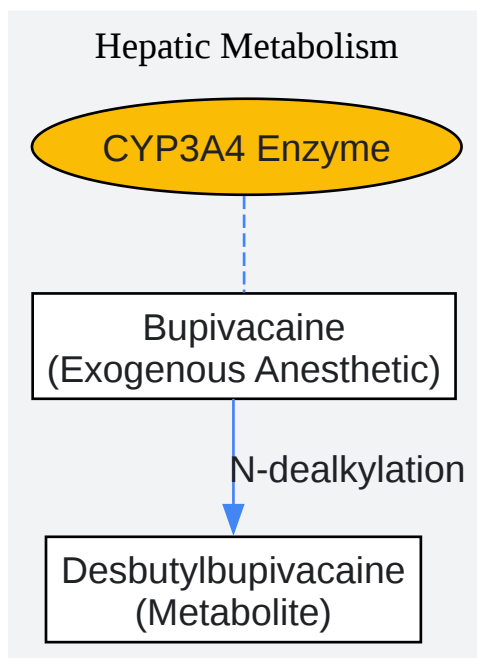 Hepatic Metabolism
CYP3A4 Enzyme
Bupivacaine
(Exogenous Anesthetic)
N-dealkylation
Desbutylbupivacaine
(Metabolite)